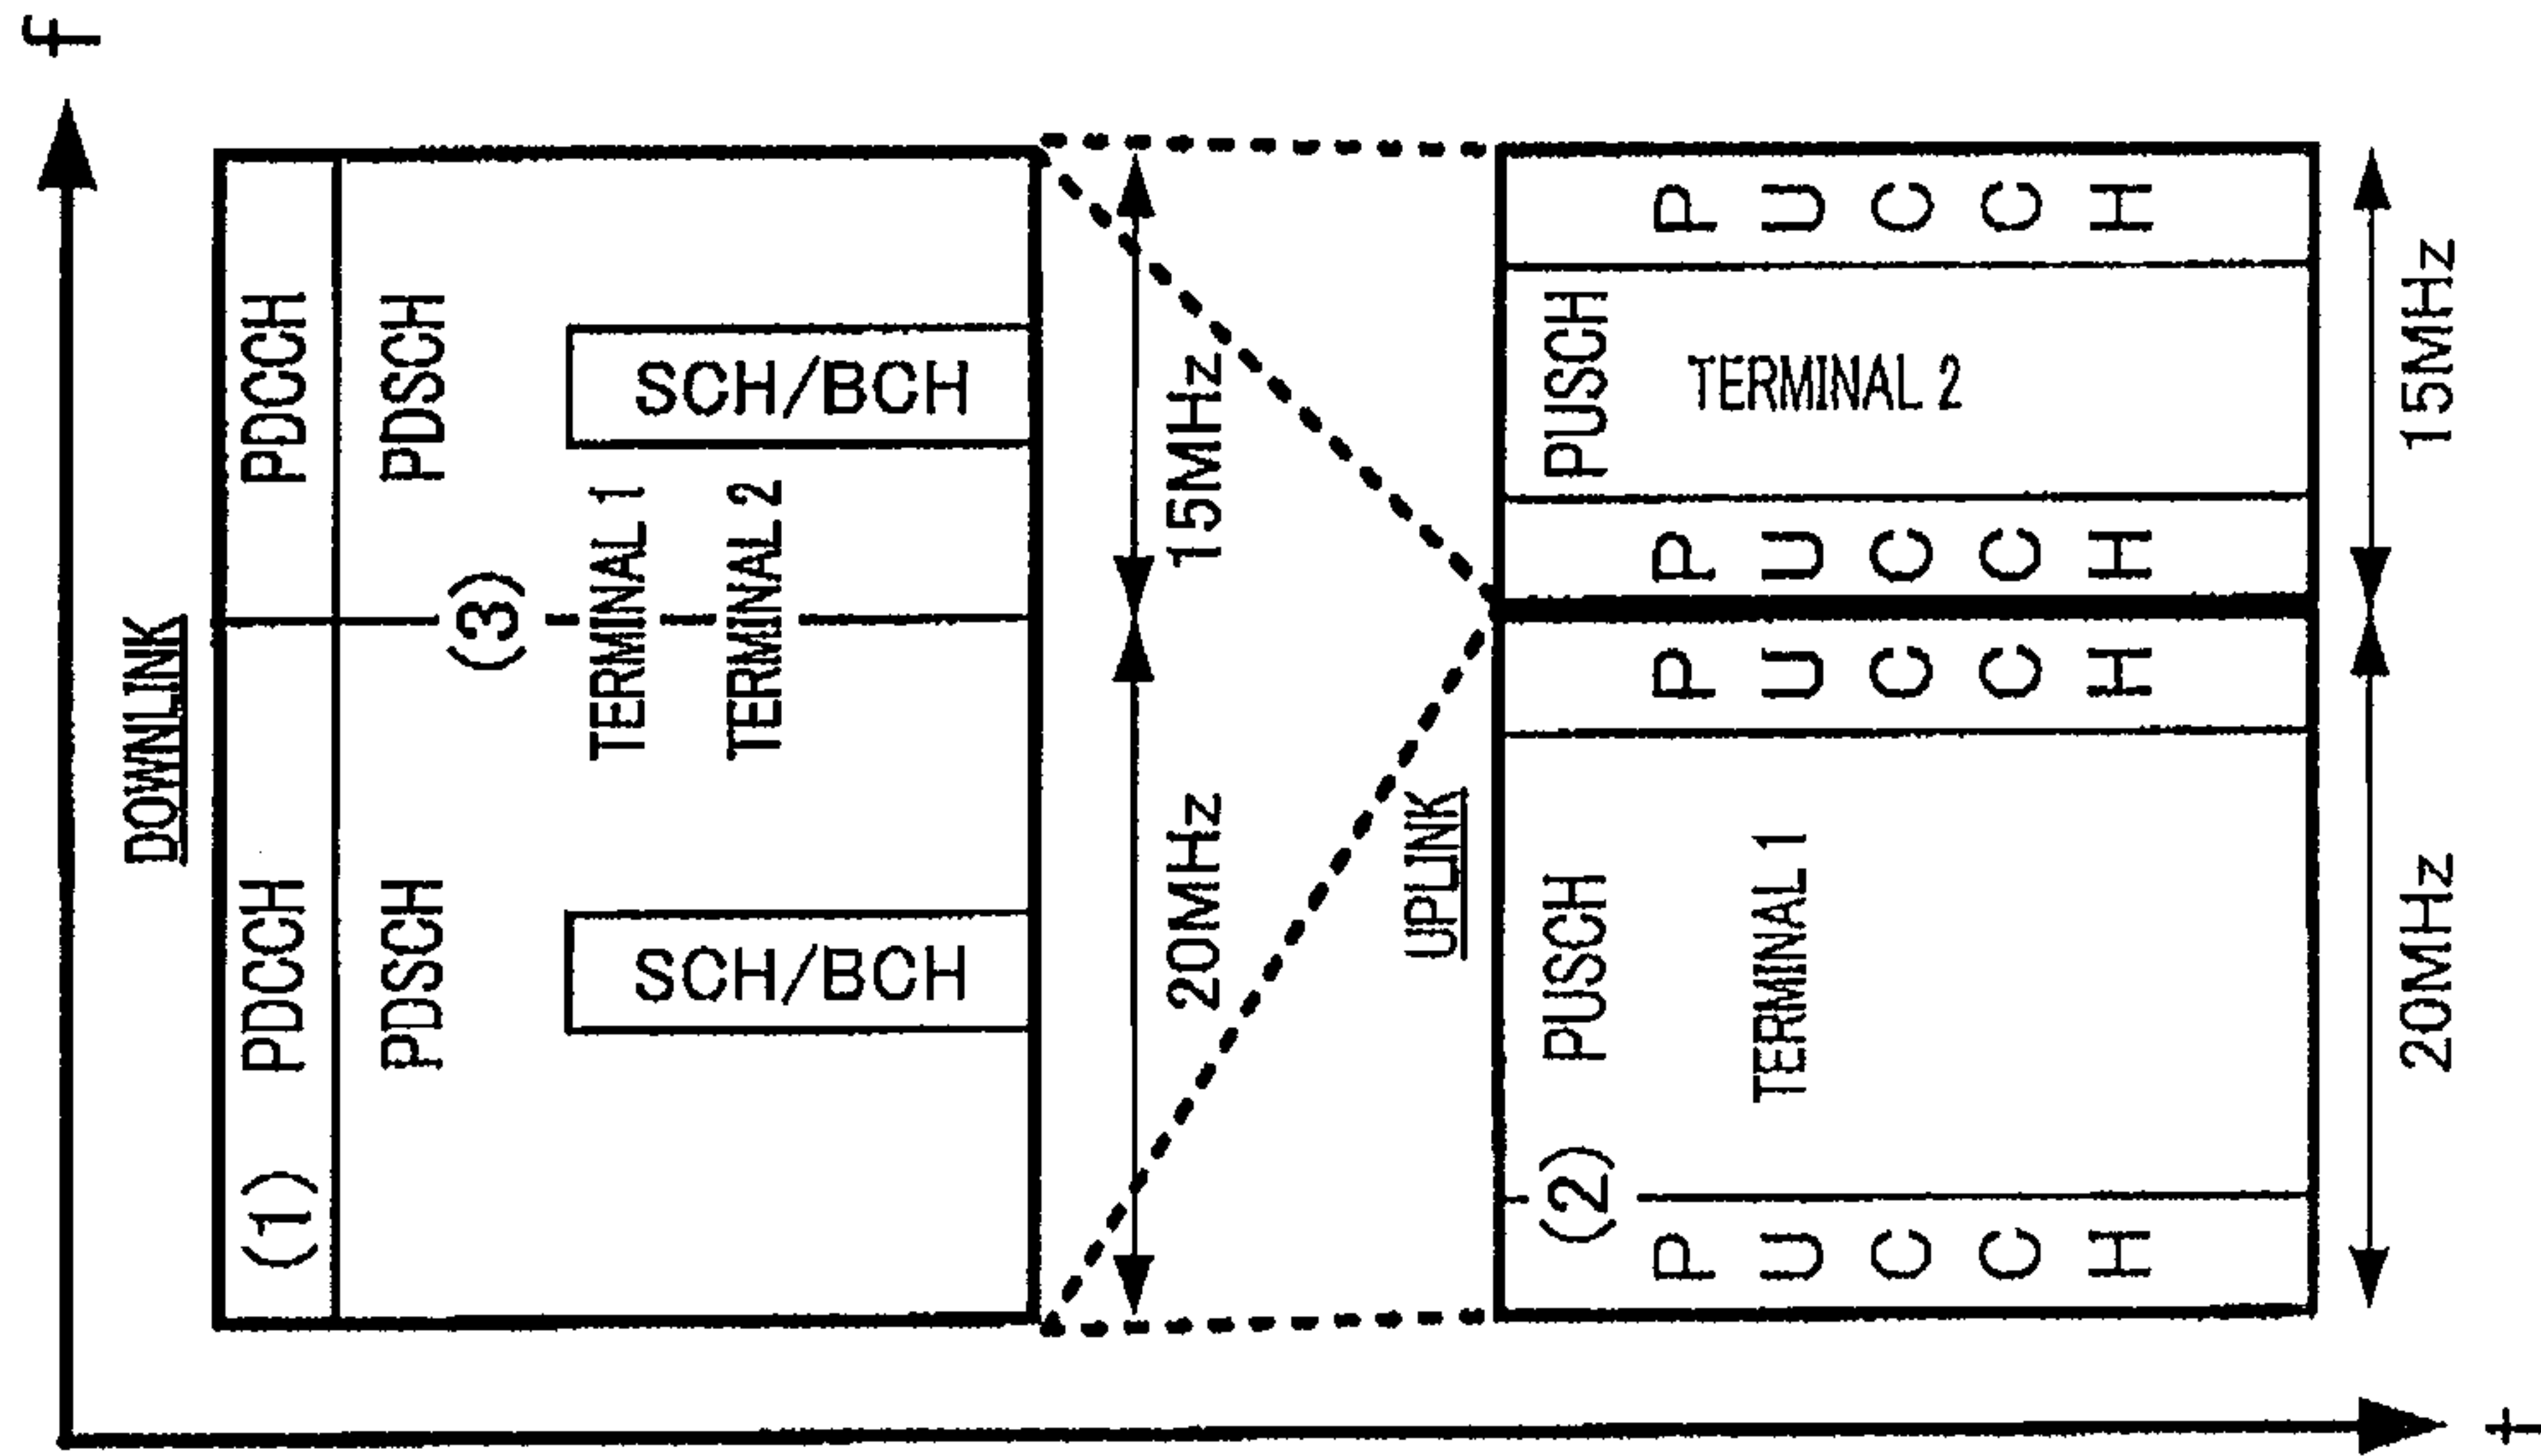 f
DOWNLINK
(1) PDCCH
PDCCH
PDSCH
PDSCH
(3)
TERMINAL 1
TERMINAL 2
SCH/BCH
SCH/BCH
20MHz
15MHz
UPLINK
(2)
PUSCH
PUSCH
TERMINAL 1
TERMINAL 2
PUCCH
PUCCH
PUCCH
PUCCH
20MHz
15MHz
t